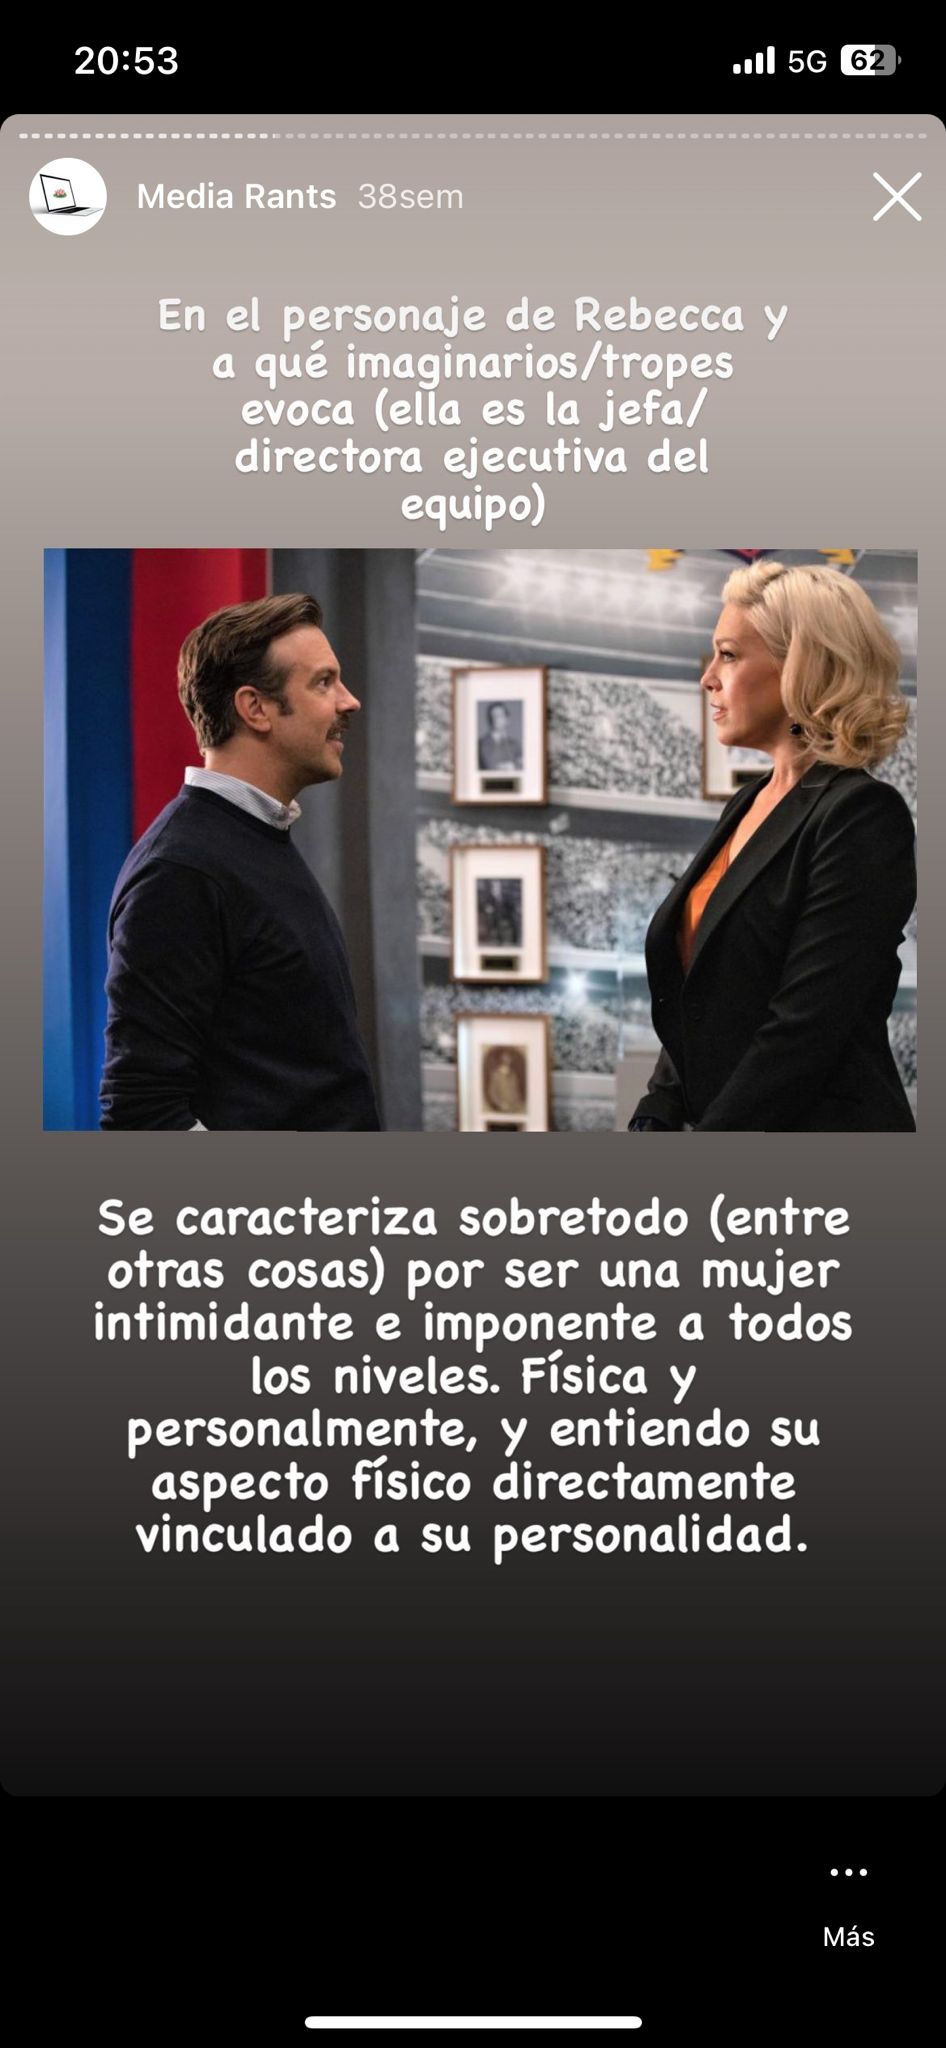 20:53
5G
62
Media Rants 38sem
En el personaje de Rebecca y
a qué imaginarios/tropes
evoca (ella es la jefa/
directora ejecutiva del
equipo)
Se caracteriza sobretodo (entre
otras cosas) por ser una mujer
intimidante e imponente a todos
los niveles. Física y
personalmente, y entiendo su
aspecto físico directamente
vinculado a su personalidad.
Más